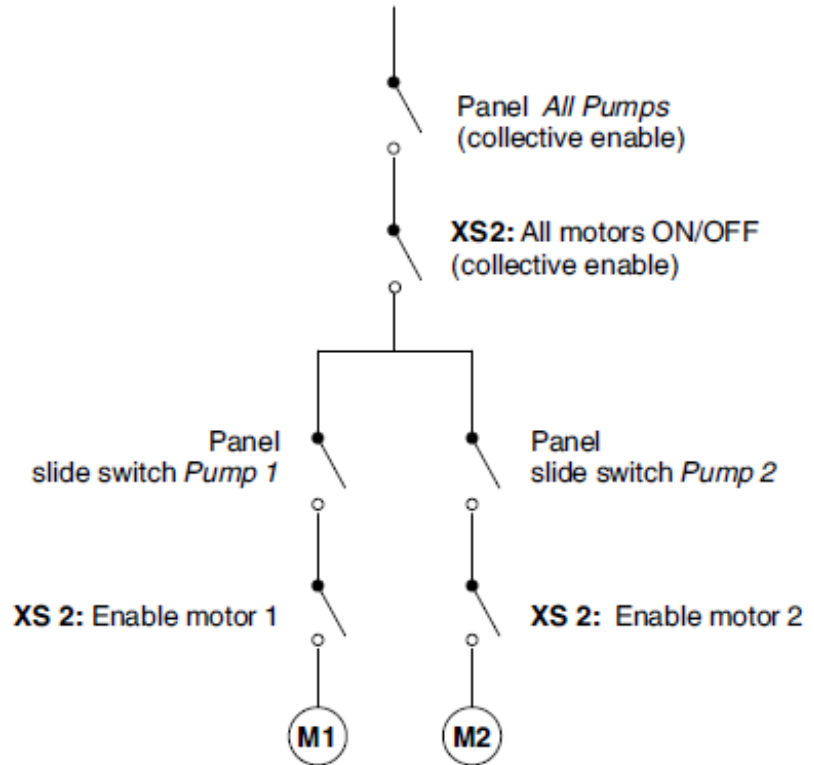 Panel All Pumps
(collective enable)
XS2: All motors ON/OFF
(collective enable)
Panel
slide switch Pump 1
Panel
slide switch Pump 2
XS 2: Enable motor 1
XS 2: Enable motor 2
M1
M2